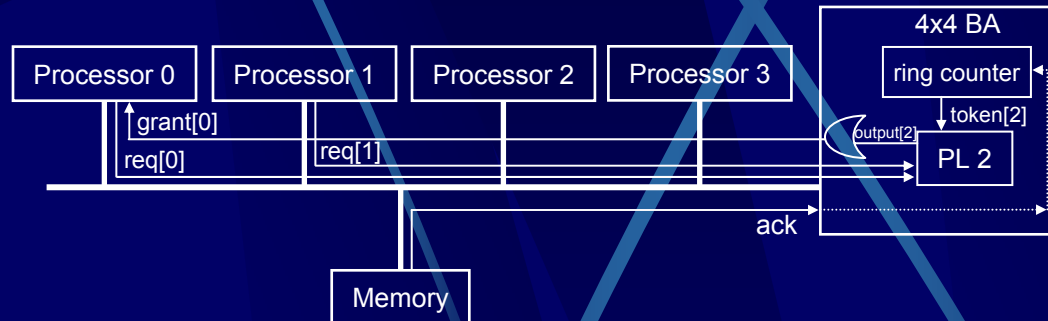 4x4 BA
Processor 0
Processor 1
Processor 2
Processor 3
ring counter
grant[0]
token[2]
output[2]
req[0]
req[1]
PL 2
ack
Memory